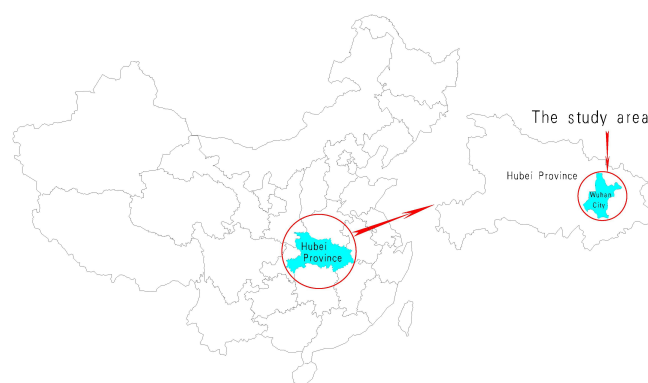 The study area
Hubei Province
Wuhan
City
Hubei
Province